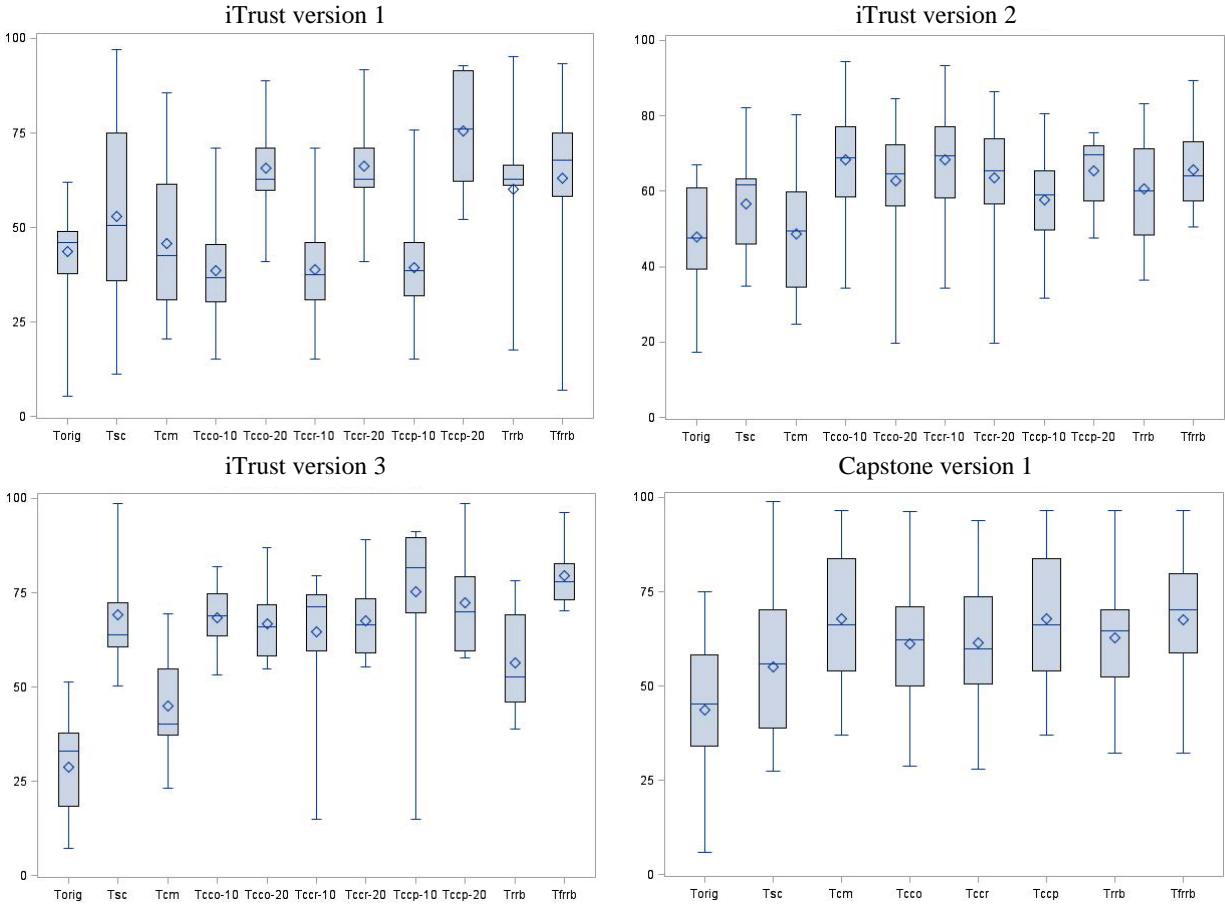 iTrust version 1
100
75
50
25
0
Torig Tsc Tcm Tcco-10 Tcco-20 Tccr-10 Tccr-20 Tccp-10 Tccp-20 Trrb Tfrrb
iTrust version 2
100
80
60
40
20
0
Torig Tsc Tcm Tcco-10 Tcco-20 Tccr-10 Tccr-20 Tccp-10 Tccp-20 Trrb Tfrrb
iTrust version 3
100
75
50
25
0
Torig Tsc Tcm Tcco-10 Tcco-20 Tccr-10 Tccr-20 Tccp-10 Tccp-20 Trrb Tfrrb
Capstone version 1
100
75
50
25
0
Torig Tsc Tcm Tcco Tccr Tccp Trrb Tfrrb